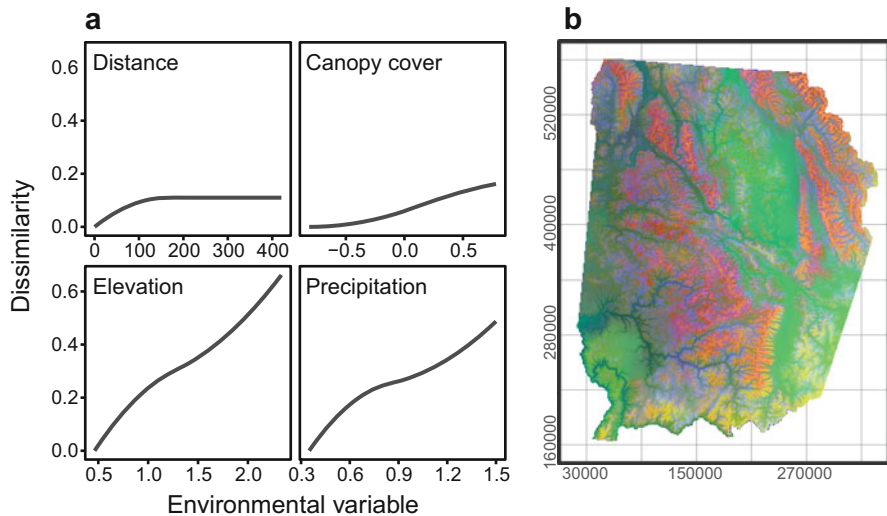 a
b
Distance
Canopy cover
0.6
0.4
0.2
0.0
0 100 200 300 400
−0.5 0.0 0.5
Dissimilarity
Elevation
Precipitation
0.6
0.4
0.2
0.0
0.5 1.0 1.5 2.0
0.3 0.6 0.9 1.2 1.5
Environmental variable
520000
400000
280000
160000
30000 150000 270000